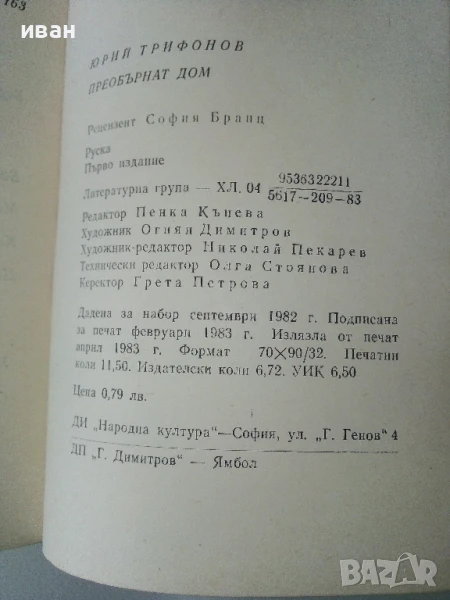 163
иван
ЮРИЙ ТРИФОНОВ
ПРЕОБЪРНАТ ДОМ
Рецензент София Бранц
Руска
Първо издание
Литературна група — ХЛ. 04 9536322211
5617—209—83
Редактор Пенка Кънева
Художник Огнян Димитров
Художник-редактор Николай Пекарев
Технически редактор Олга Стоянова
Коректор Грета Петрова
Дадена за набор септември 1982 г. Подписана
за печат февруари 1983 г. Излязла от печат
април 1983 г. Формат 70×90/32. Печатни
коли 11,50. Издателски коли 6,72. УИК 6,50.
Цена 0,79 лв.
ДИ „Народна култура“—София, ул. „Г. Генов“ 4
ДП „Г. Димитров“ — Ямбол
BAZAR